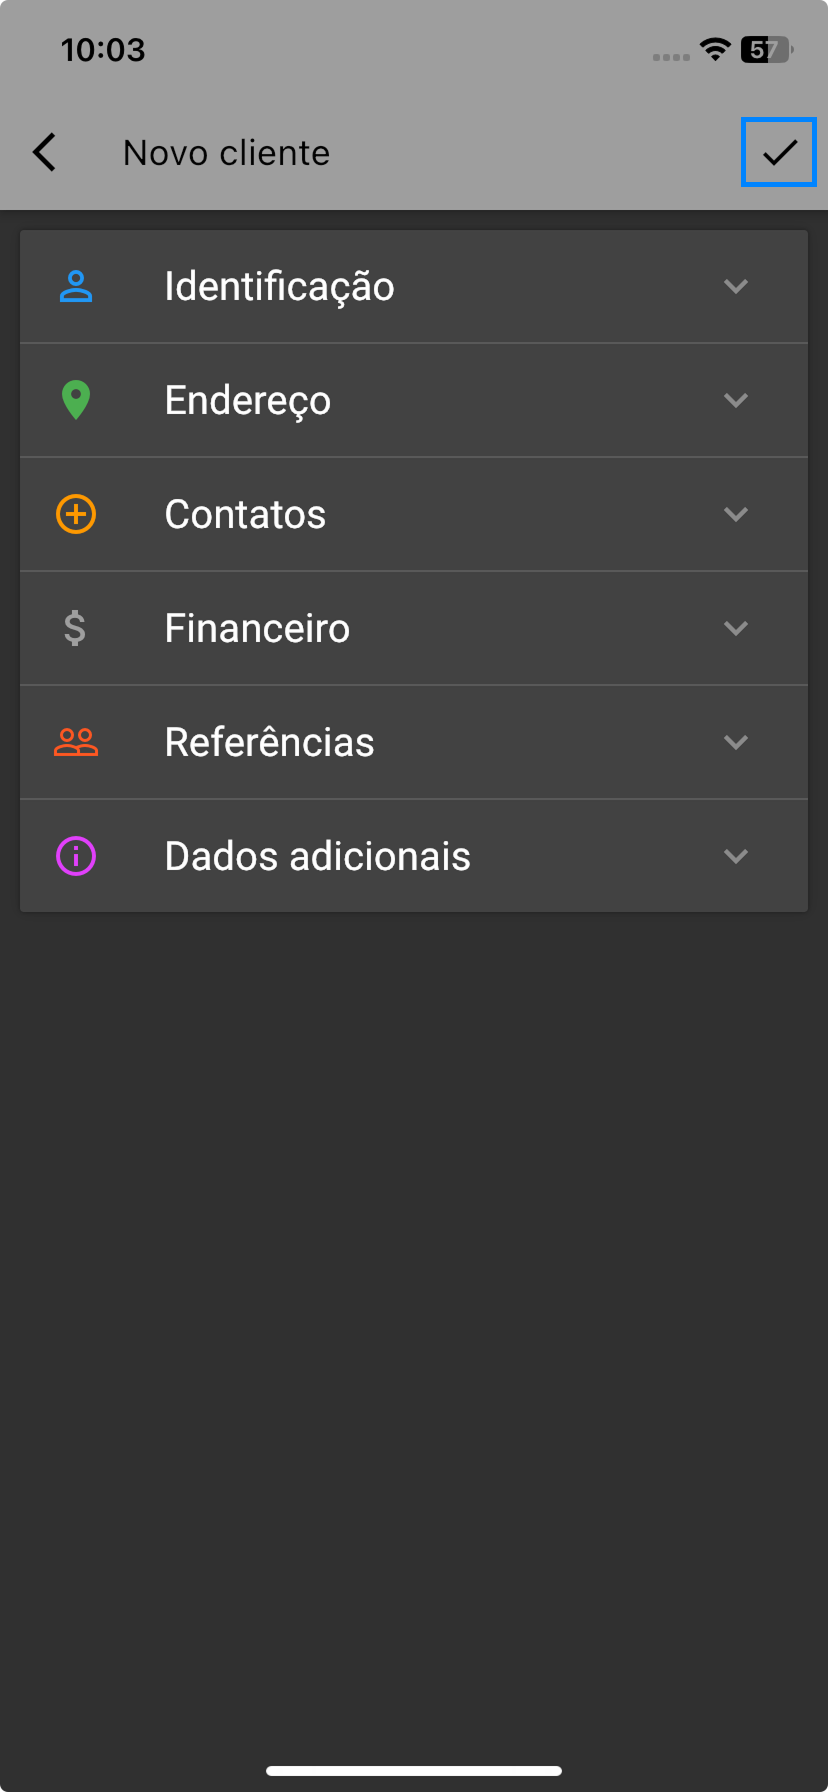 10:03
57
Novo cliente
Identificação
Endereço
Contatos
Financeiro
Referências
Dados adicionais